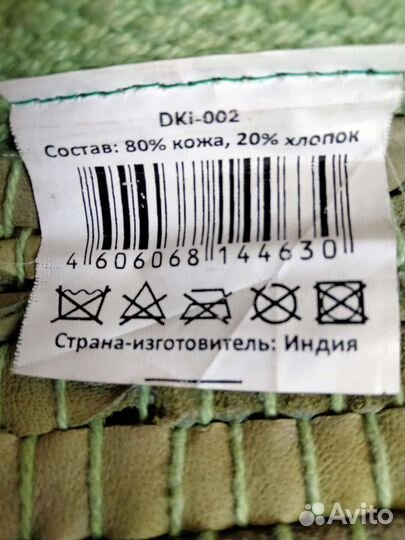 DKi-002
Состав: 80% кожа, 20% хлопок
4 606068 144630
Страна-изготовитель: Индия
Avito